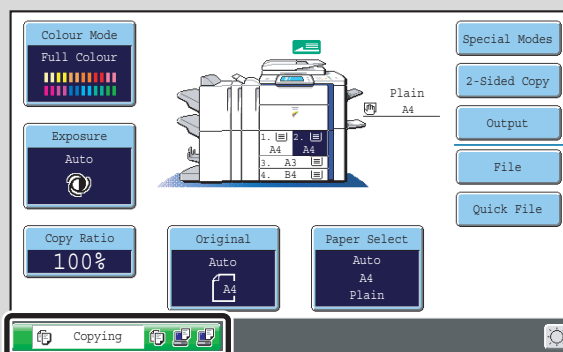 Colour Mode
Full Colour
Special Modes
2-Sided Copy
Plain
A4
Output
Exposure
Auto
1.
2.
A4
A4
3. A3
4. B4
File
Quick File
Copy Ratio
100%
Original
Auto
A4
Paper Select
Auto
A4
Plain
Copying